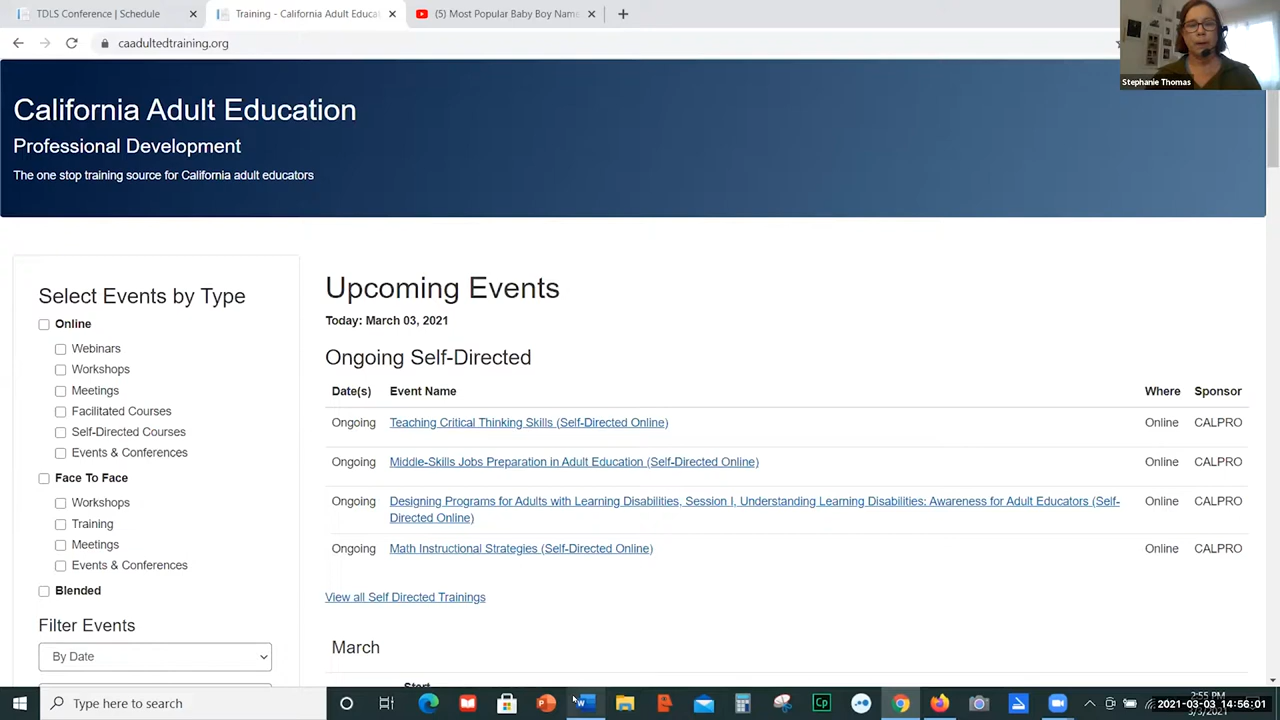 TDLS Conference | Schedule
Training - California Adult Educa
(5) Most Popular Baby Boy Nam
caadultedtraining.org
Stephanie Thomas
California Adult Education
Professional Development
The one stop training source for California adult educators
Select Events by Type
Online
Webinars
Workshops
Meetings
Facilitated Courses
Self-Directed Courses
Events & Conferences
Face To Face
Workshops
Training
Meetings
Events & Conferences
Blended
Filter Events
By Date
Upcoming Events
Today: March 03, 2021
Ongoing Self-Directed
Date(s) Event Name Where Sponsor
Ongoing Teaching Critical Thinking Skills (Self-Directed Online) Online CALPRO
Ongoing Middle-Skills Jobs Preparation in Adult Education (Self-Directed Online) Online CALPRO
Ongoing Designing Programs for Adults with Learning Disabilities, Session I, Understanding Learning Disabilities: Awareness for Adult Educators (Self-
Directed Online) Online CALPRO
Ongoing Math Instructional Strategies (Self-Directed Online) Online CALPRO
View all Self Directed Trainings
March
Start
Type here to search
Cp
2:55 PM
2021-03-03 14:56:01